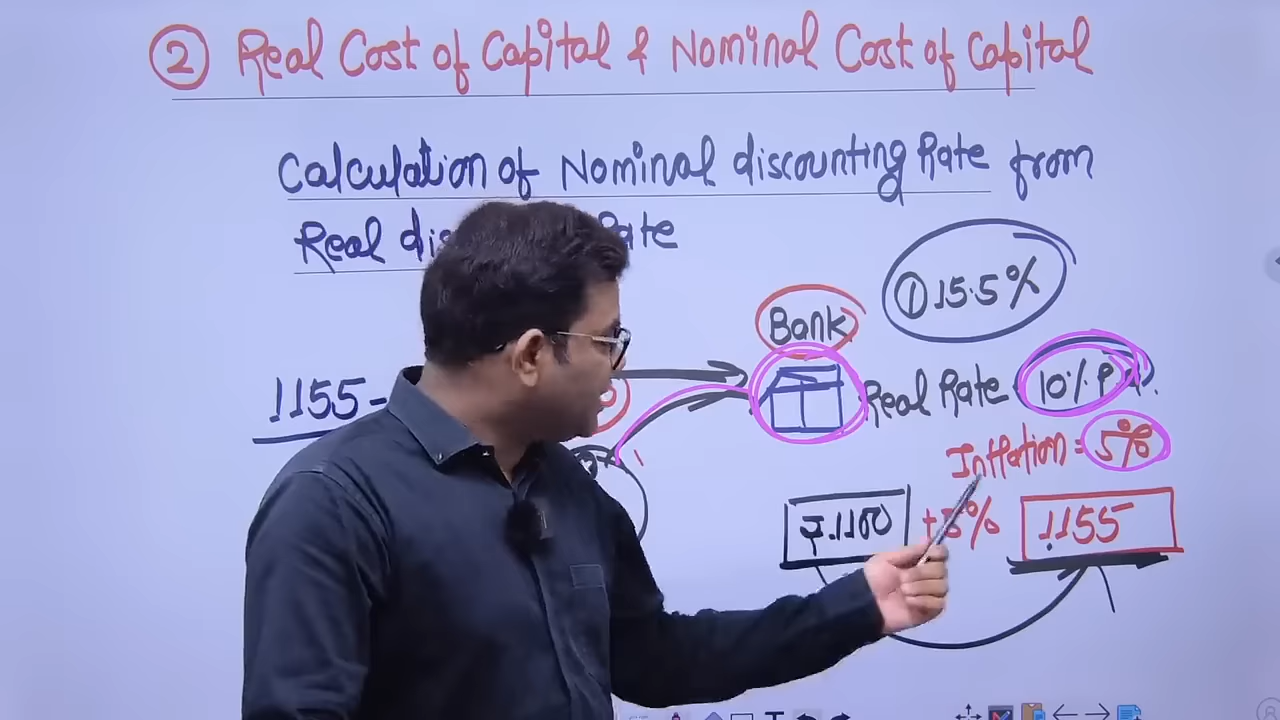 ② Real Cost of Capital & Nominal Cost of Capital
Calculation of Nominal discounting Rate from
Real Rate
① 15.5%
Bank
1155-
Real Rate 10%
Inflation = 5%
₹.1100 +5% 1155